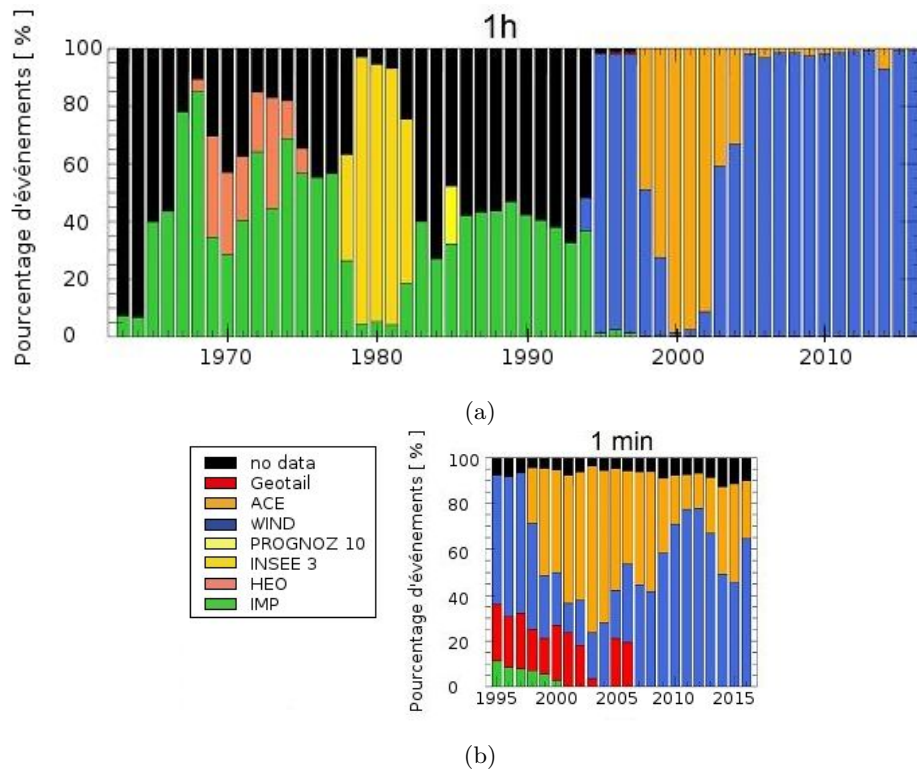 1h
Pourcentage d'événements [ % ]
100
80
60
40
20
0
1970 1980 1990 2000 2010
(a)
no data
Geotail
ACE
WIND
PROGNOZ 10
INSEE 3
HEO
IMP
1 min
Pourcentage d'événements [ % ]
100
80
60
40
20
0
1995 2000 2005 2010 2015
(b)